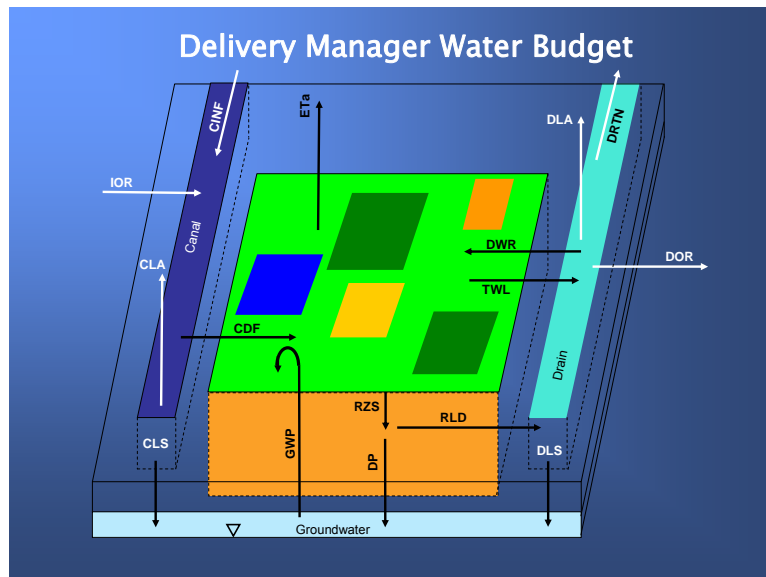 Delivery Manager Water Budget
CINF
ETa
DLA
DRTN
IOR
Canal
DWR
DOR
CLA
TWL
CDF
Drain
RZS
RLD
CLS
GWP
DP
DLS
Groundwater